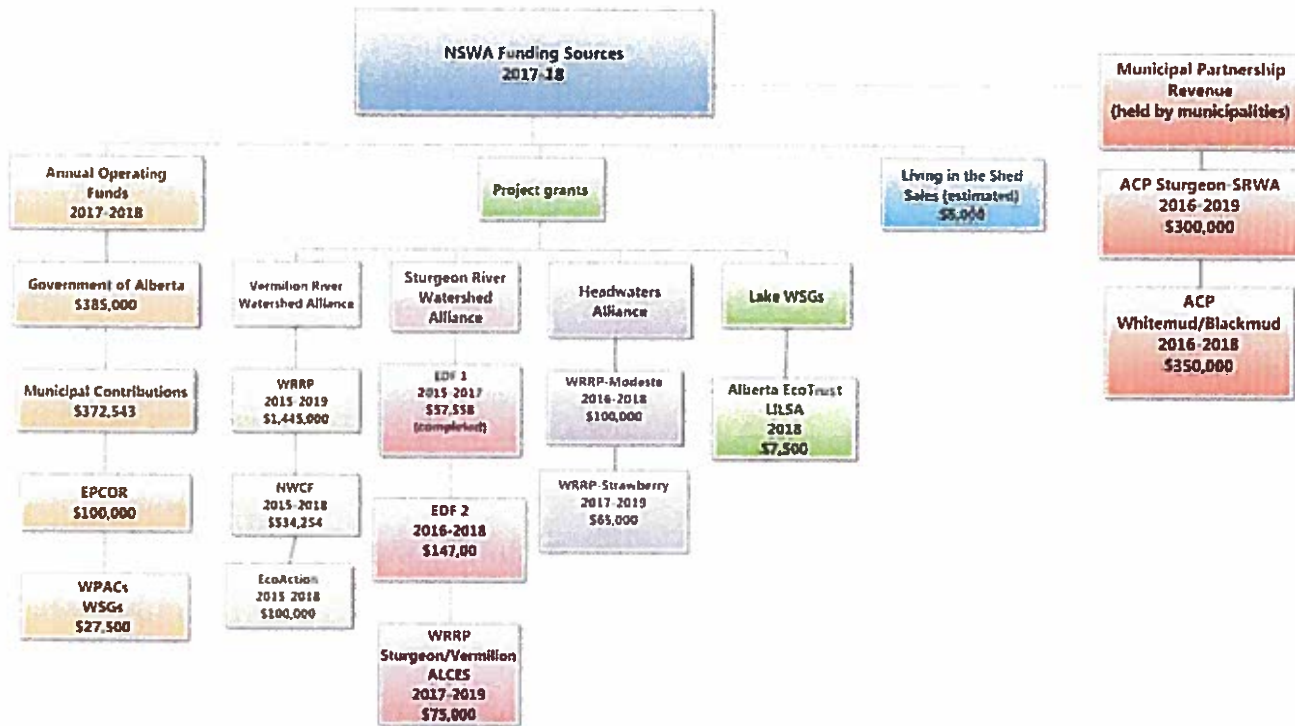 NSWA Funding Sources
2017-18
Municipal Partnership
Revenue
(held by municipalities)
ACP Sturgeon-SRWA
2016-2019
$300,000
ACP
Whitemud/Blackmud
2016-2018
$350,000
Annual Operating
Funds
2017-2018
Government of Alberta
$385,000
Municipal Contributions
$372,543
EPCOR
$100,000
WPACs
WSGs
$27,500
Project grants
Vermilion River
Watershed Alliance
WRRP
2015-2019
$1,445,000
NWCF
2015-2018
$534,254
EcoAction
2015-2018
$100,000
Sturgeon River
Watershed
Alliance
EDF 1
2015-2017
$57,558
(completed)
EDF 2
2016-2018
$147,00
WRRP
Sturgeon/Vermilion
ALCES
2017-2019
$75,000
Headwaters
Alliance
WRRP-Modeste
2016-2018
$100,000
WRRP-Strawberry
2017-2019
$65,000
Lake WSGs
Alberta EcoTrust
LILSA
2018
$7,500
Living in the Shed
Sales (estimated)